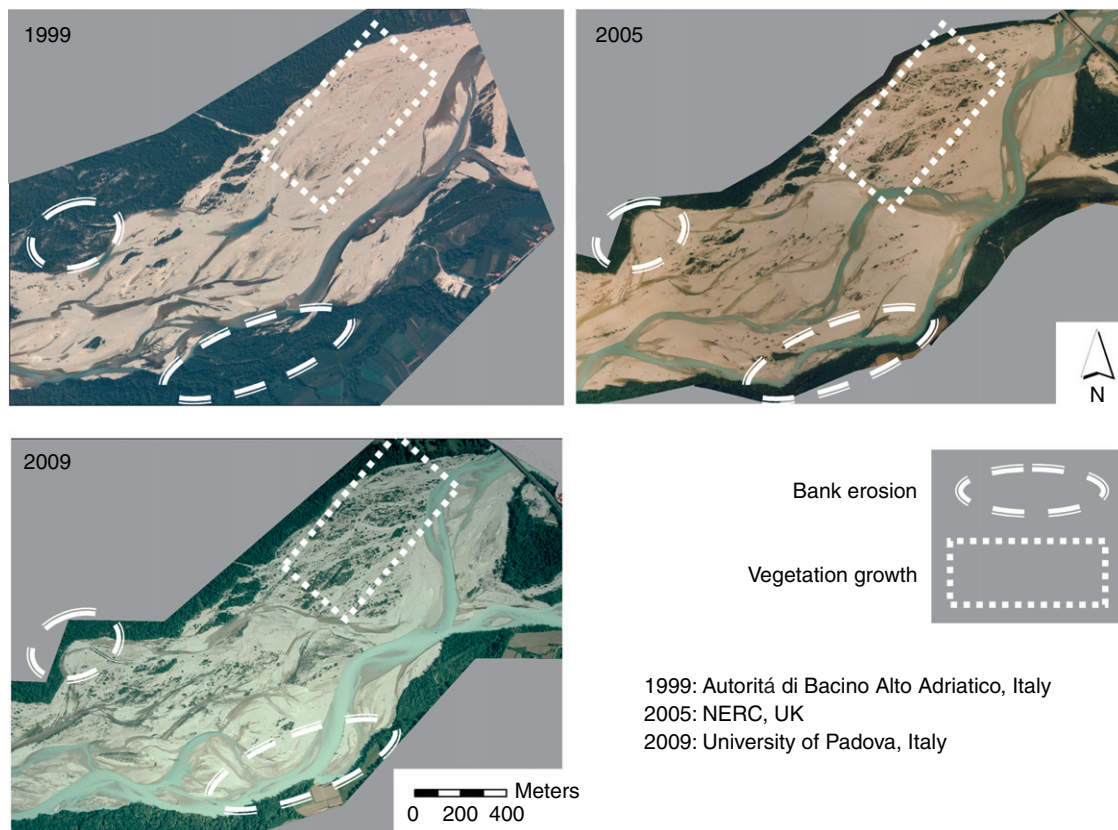 1999
2005
N
2009
Bank erosion
Vegetation growth
Meters
0 200 400
1999: Autoritá di Bacino Alto Adriatico, Italy
2005: NERC, UK
2009: University of Padova, Italy